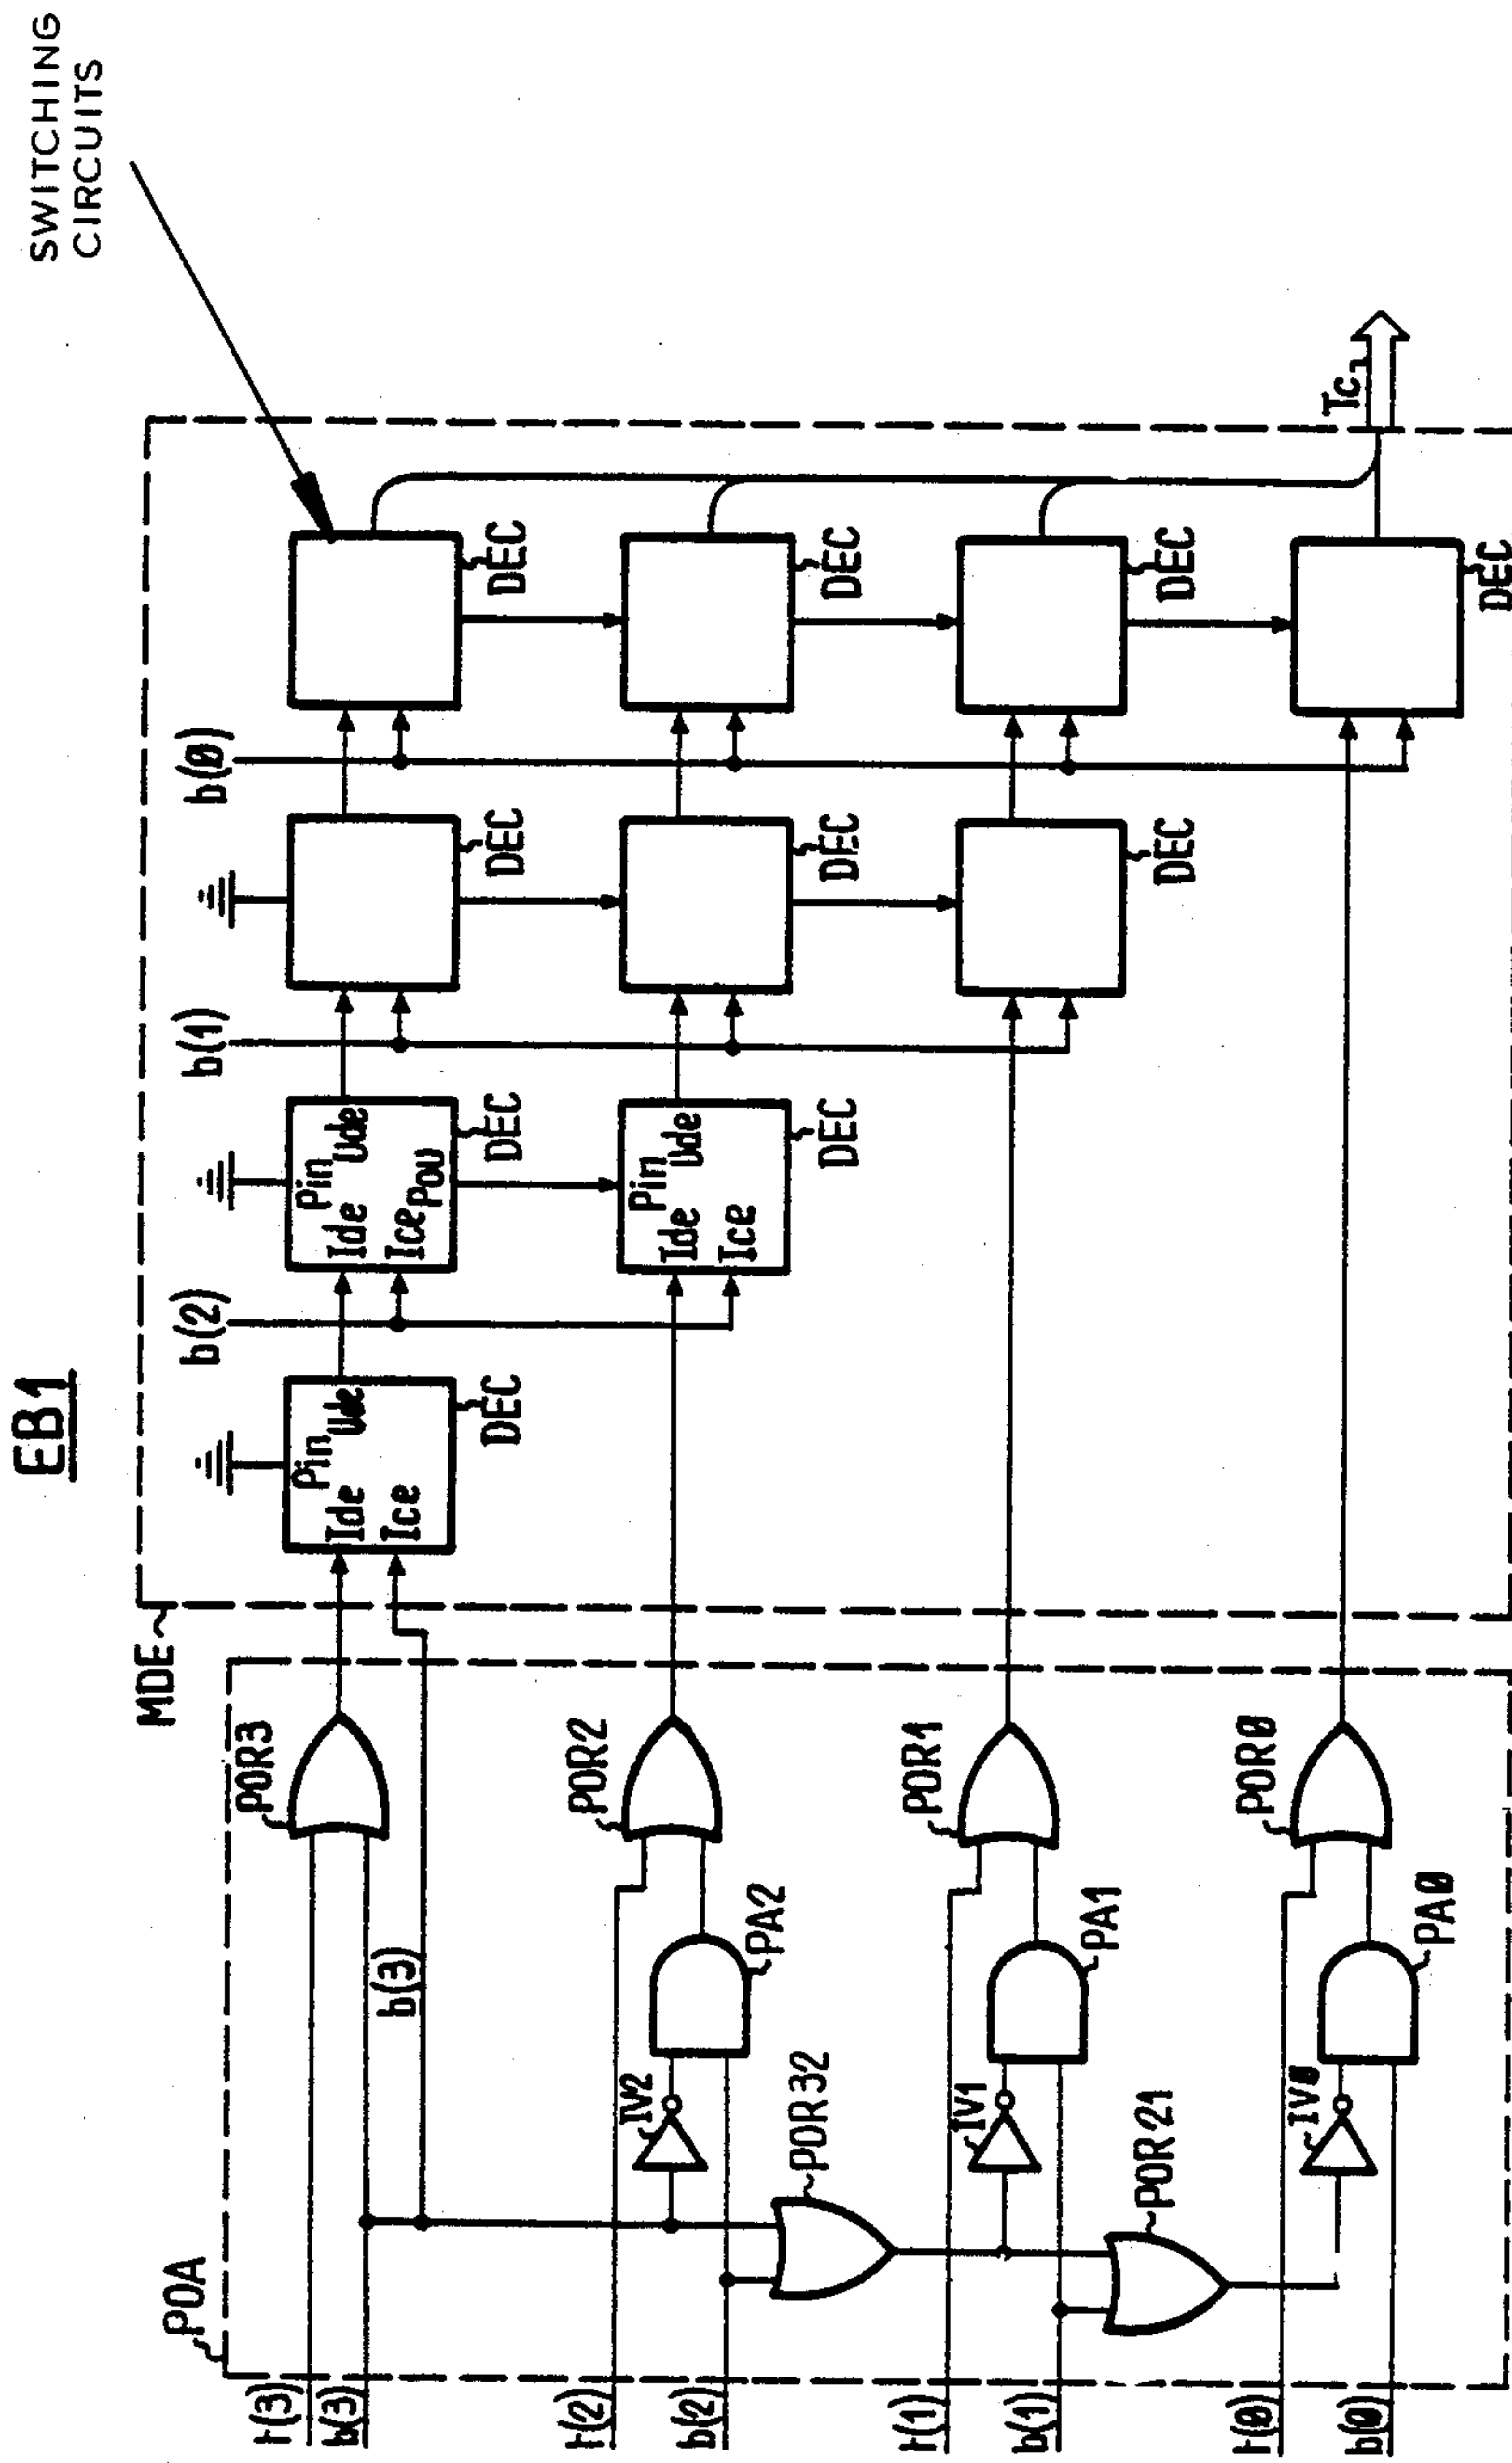 EB1
SWITCHING
CIRCUITS
MDE
POA
b(2)
b(1)
b(0)
Pin
Ide
Ude
Ice
DEC
Pin
Ide
Ude
Ice
Pou
DEC
DEC
DEC
Pin
Ide
Ude
Ice
DEC
DEC
DEC
DEC
DEC
DEC
Tc
t(3)
b(3)
b(3)
POR3
t(2)
b(2)
IV2
PA2
POR2
POR32
t(1)
b(1)
IV1
PA1
POR1
POR21
t(0)
b(0)
IV0
PA0
POR0